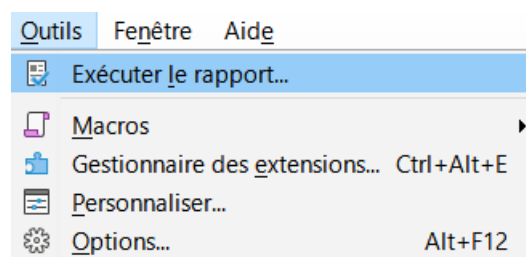 Outils Fenêtre Aide
Exécuter le rapport...
Macros
Gestionnaire des extensions... Ctrl+Alt+E
Personnaliser...
Options... Alt+F12